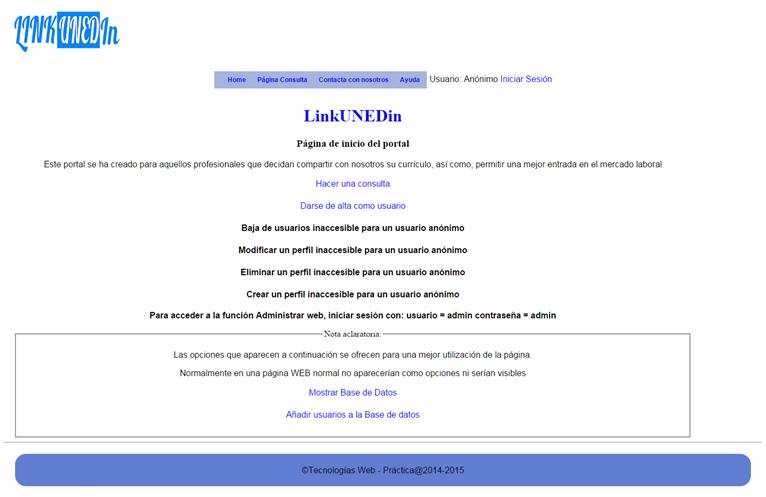 LINKUNEDIn
Home Página Consulta Contacta con nosotros Ayuda Usuario: Anónimo Iniciar Sesión
LinkUNEDin
Página de inicio del portal
Este portal se ha creado para aquellos profesionales que decidan compartir con nosotros su currículo, así como, permitir una mejor entrada en el mercado laboral
Hacer una consulta
Darse de alta como usuario
Baja de usuarios inaccesible para un usuario anónimo
Modificar un perfil inaccesible para un usuario anónimo
Eliminar un perfil inaccesible para un usuario anónimo
Crear un perfil inaccesible para un usuario anónimo
Para acceder a la función Administrar web, iniciar sesión con: usuario = admin contraseña = admin
Nota aclaratoria:
Las opciones que aparecen a continuación se ofrecen para una mejor utilización de la página.
Normalmente en una página WEB normal no aparecerían como opciones ni serían visibles
Mostrar Base de Datos
Añadir usuarios a la Base de datos
©Tecnologías Web - Práctica@2014-2015